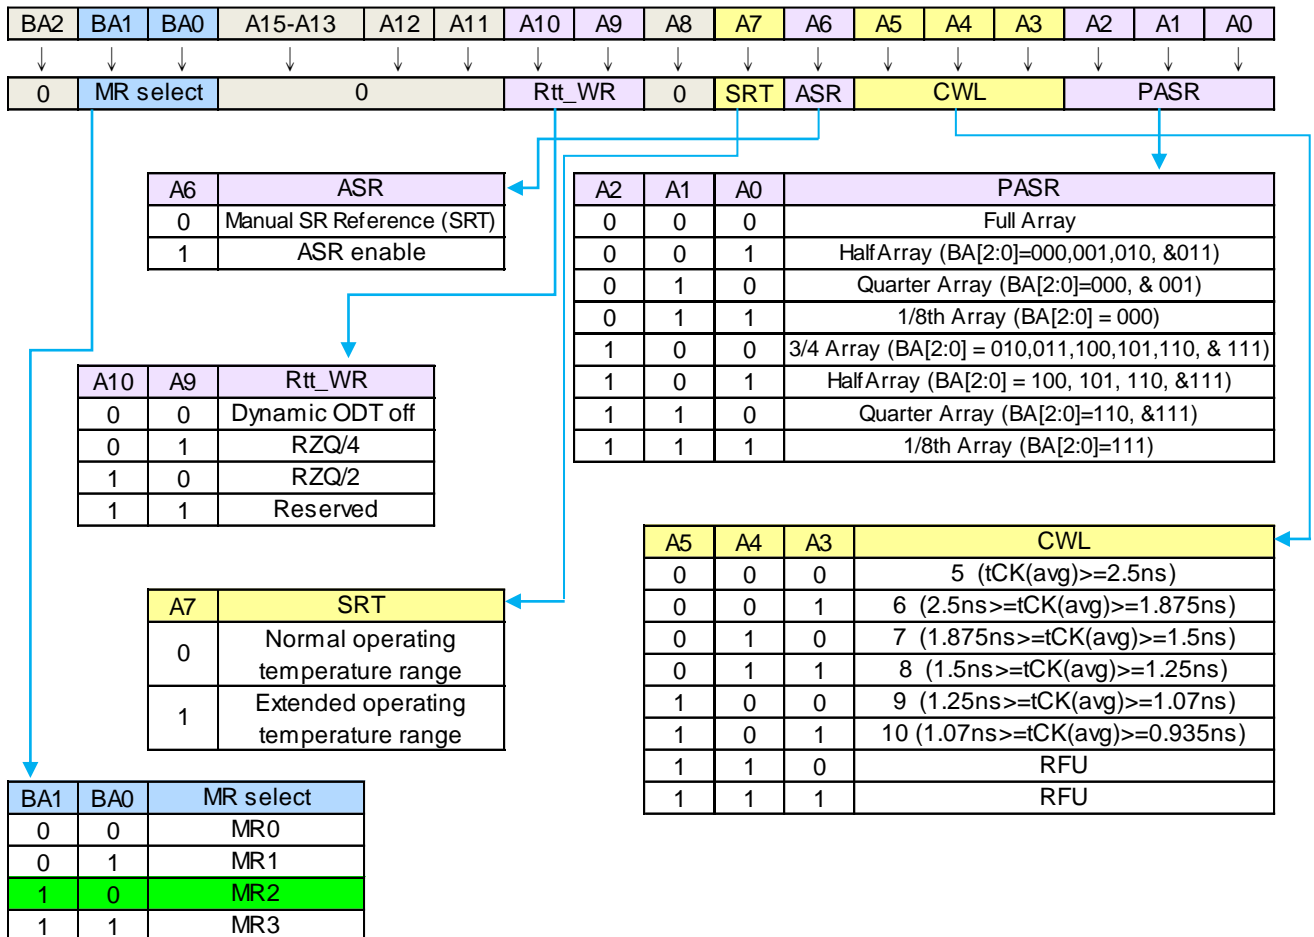 BA2 BA1 BA0 A15-A13 A12 A11 A10 A9 A8 A7 A6 A5 A4 A3 A2 A1 A0
0 MR select 0 Rtt_WR 0 SRT ASR CWL PASR
A6 ASR
0 Manual SR Reference (SRT)
1 ASR enable
A2 A1 A0 PASR
0 0 0 Full Array
0 0 1 Half Array (BA[2:0]=000,001,010, &011)
0 1 0 Quarter Array (BA[2:0]=000, & 001)
0 1 1 1/8th Array (BA[2:0] = 000)
1 0 0 3/4 Array (BA[2:0] = 010,011,100,101,110, & 111)
1 0 1 Half Array (BA[2:0] = 100, 101, 110, &111)
1 1 0 Quarter Array (BA[2:0]=110, &111)
1 1 1 1/8th Array (BA[2:0]=111)
A10 A9 Rtt_WR
0 0 Dynamic ODT off
0 1 RZQ/4
1 0 RZQ/2
1 1 Reserved
A5 A4 A3 CWL
0 0 0 5 (tCK(avg)>=2.5ns)
0 0 1 6 (2.5ns>=tCK(avg)>=1.875ns)
0 1 0 7 (1.875ns>=tCK(avg)>=1.5ns)
0 1 1 8 (1.5ns>=tCK(avg)>=1.25ns)
1 0 0 9 (1.25ns>=tCK(avg)>=1.07ns)
1 0 1 10 (1.07ns>=tCK(avg)>=0.935ns)
1 1 0 RFU
1 1 1 RFU
A7 SRT
0 Normal operating
temperature range
1 Extended operating
temperature range
BA1 BA0 MR select
0 0 MR0
0 1 MR1
1 0 MR2
1 1 MR3